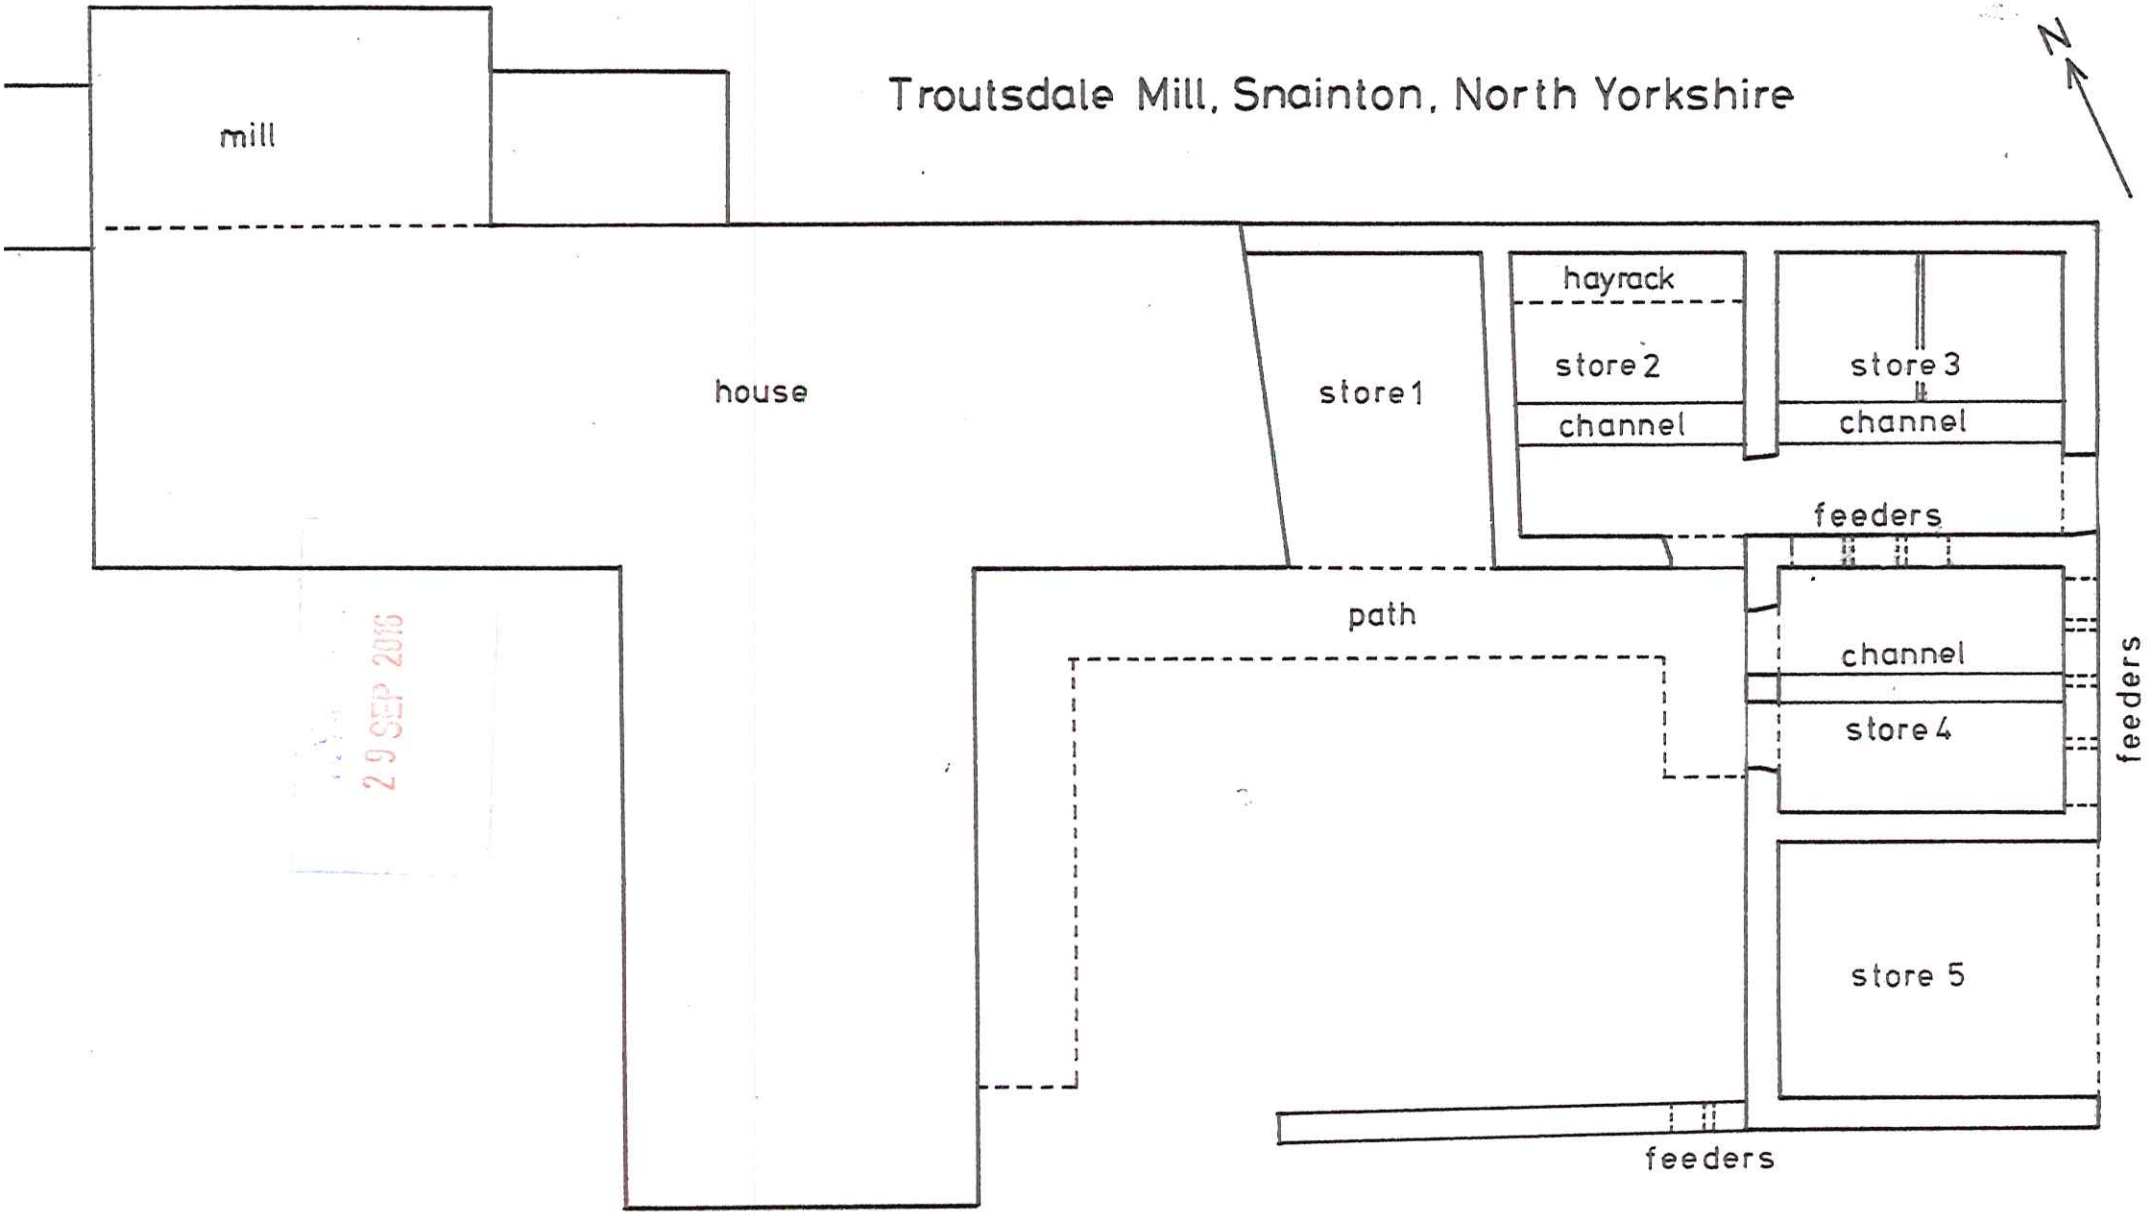 N
Troutsdale Mill, Snainton, North Yorkshire
mill
hayrack
house
store 1
store 2
store 3
channel
channel
feeders
path
29 SEP 2016
channel
feeders
store 4
store 5
feeders